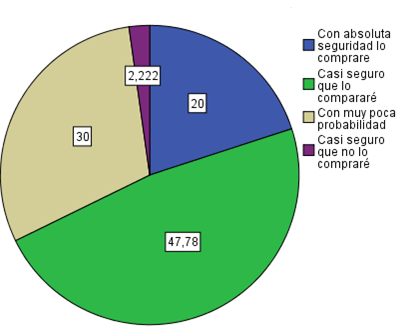 Con absoluta
seguridad lo
compre
Casi seguro
que lo
compararé
Con muy poca
probabilidad
Casi seguro
que no lo
compraré
2,222
20
30
47,78